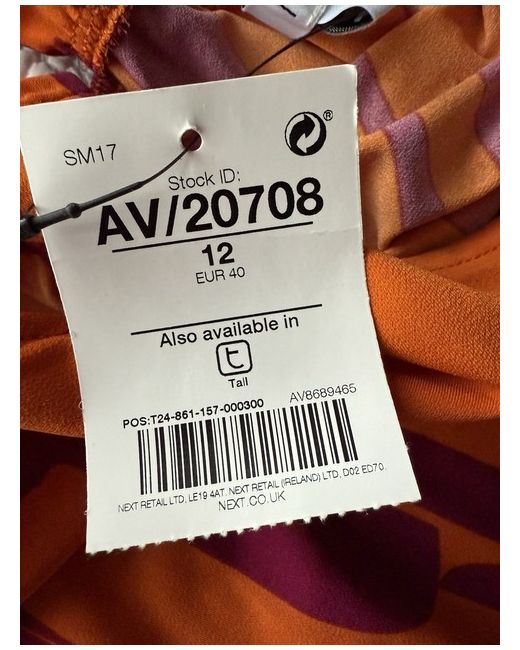 SM17
®
Stock ID:
AV/20708
12
EUR 40
Also available in
t
Tall
POS:T24-861-157-000300
AV8689465
NEXT RETAIL LTD, LE19 4AT. NEXT RETAIL (IRELAND) LTD, D02 ED70.
NEXT.CO.UK